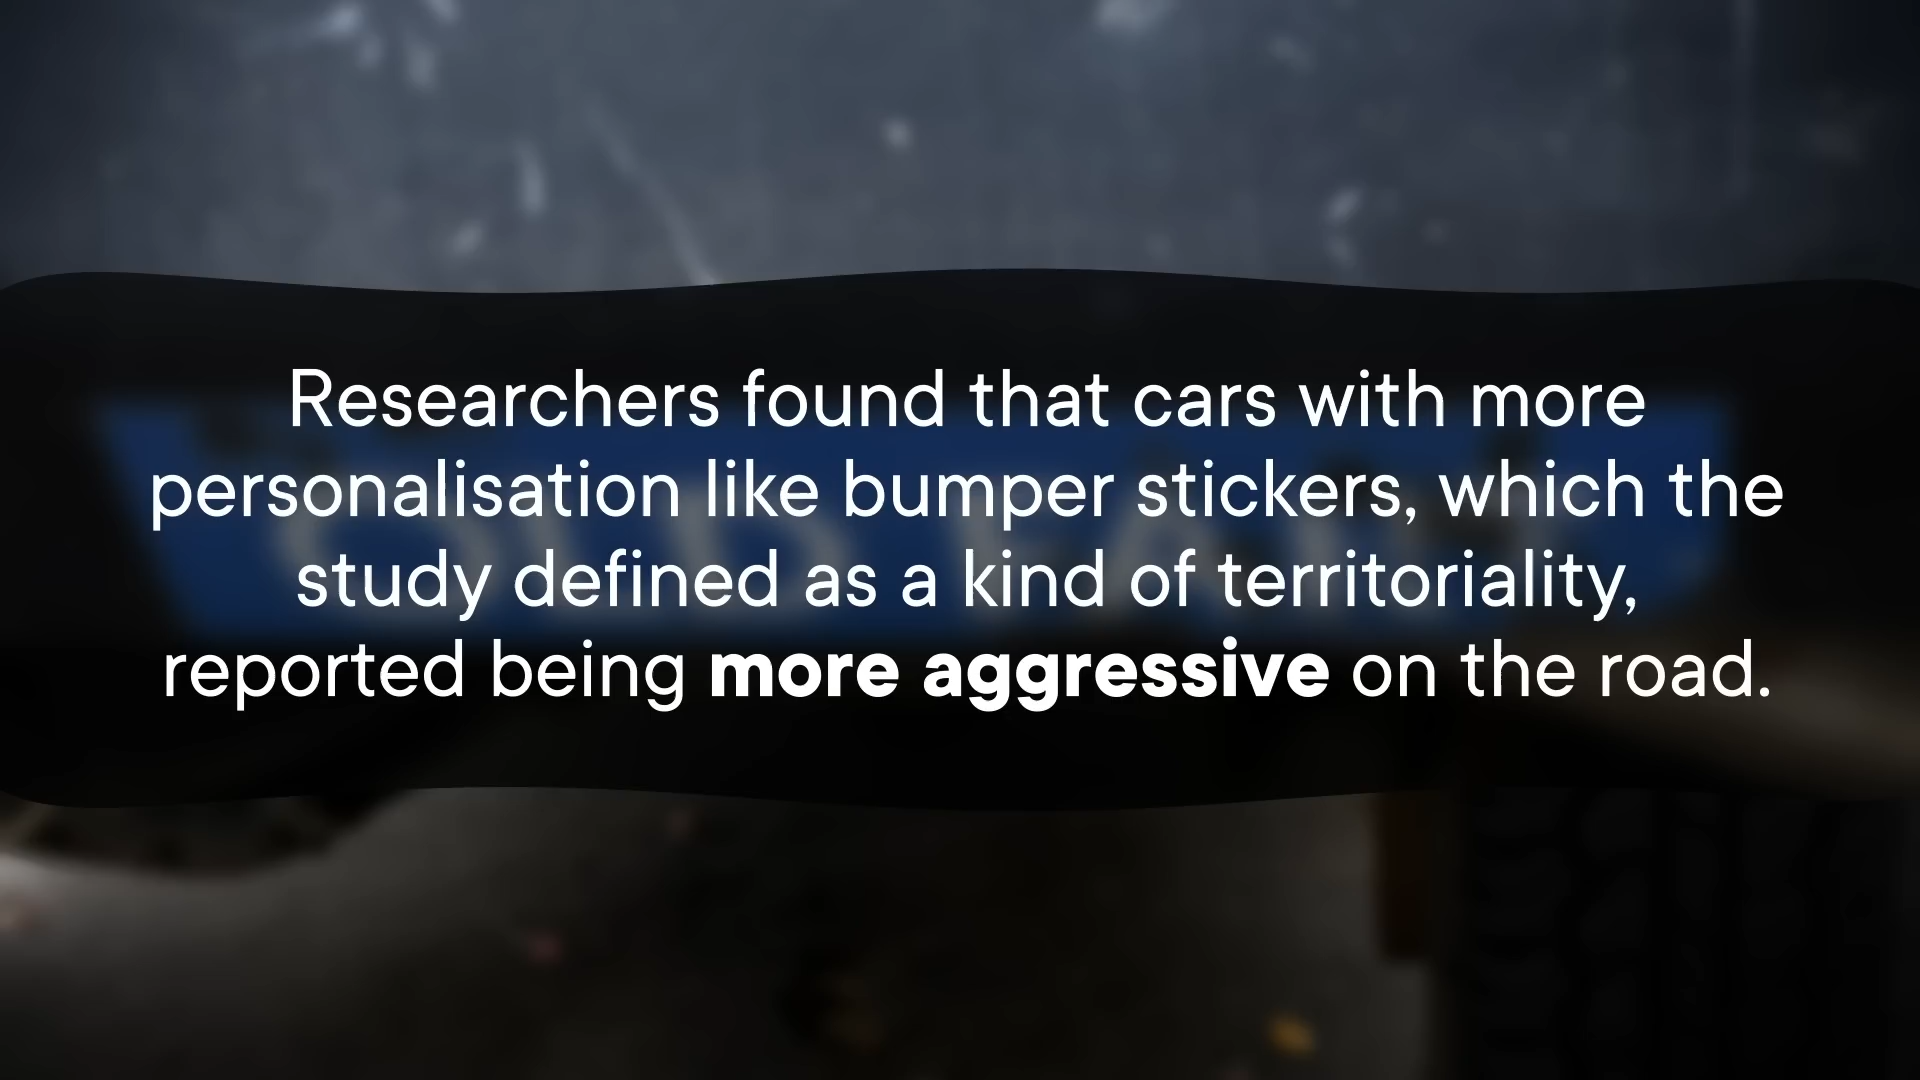 Researchers found that cars with more
personalisation like bumper stickers, which the
study defined as a kind of territoriality,
reported being more aggressive on the road.